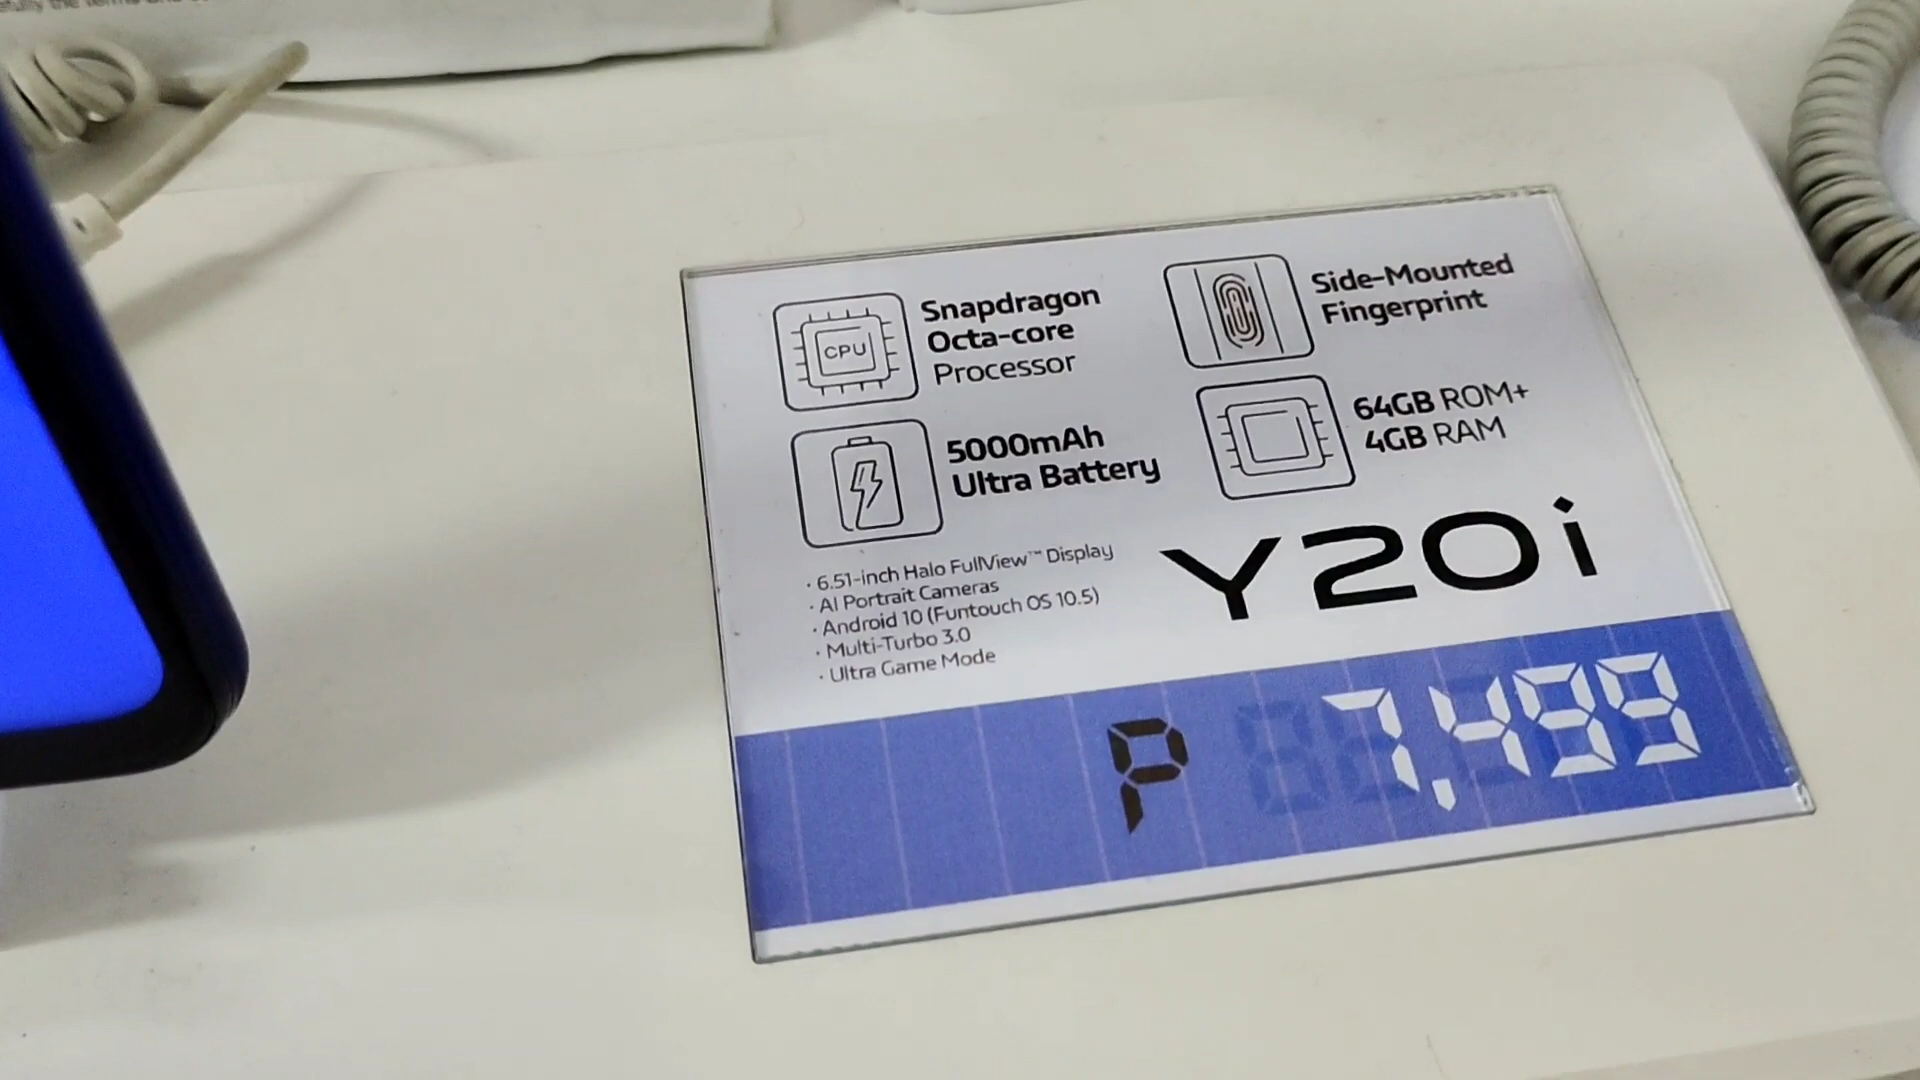 Snapdragon
Octa-core
Processor
CPU
Side-Mounted
Fingerprint
5000mAh
Ultra Battery
64GB ROM+
4GB RAM
· 6.51-inch Halo FullView™ Display
· AI Portrait Cameras
· Android 10 (Funtouch OS 10.5)
· Multi-Turbo 3.0
· Ultra Game Mode
Y20i
P 7,499